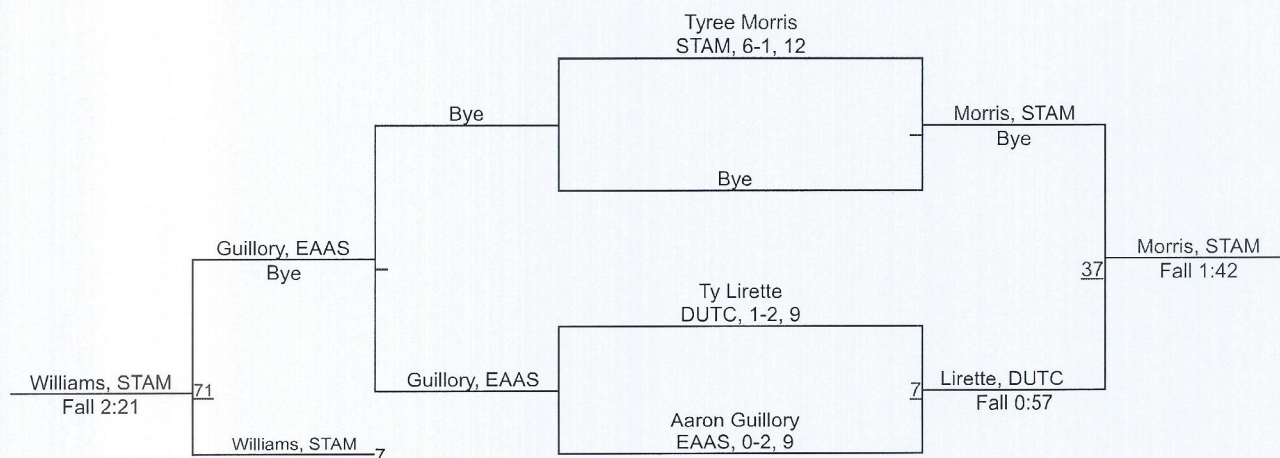 Tyree Morris
STAM, 6-1, 12
Bye
Morris, STAM
Bye
Bye
Guillory, EAAS
Bye
Morris, STAM
37
Fall 1:42
Ty Lirette
DUTC, 1-2, 9
Williams, STAM
71
Fall 2:21
Guillory, EAAS
7
Lirette, DUTC
Fall 0:57
Aaron Guillory
EAAS, 0-2, 9
Williams, STAM
7